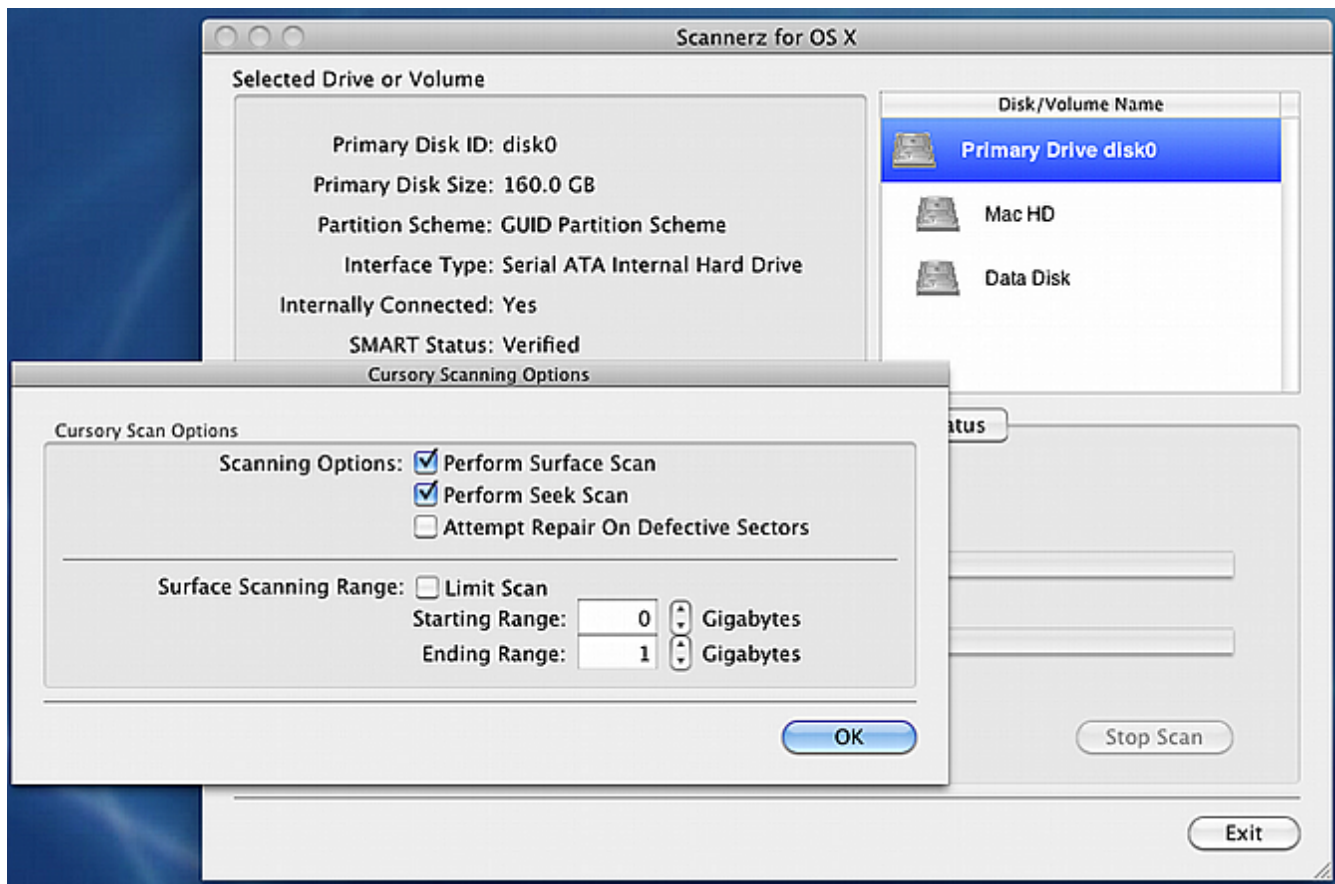 Scannerz for OS X
Selected Drive or Volume
Primary Disk ID: disk0
Primary Disk Size: 160.0 GB
Partition Scheme: GUID Partition Scheme
Interface Type: Serial ATA Internal Hard Drive
Internally Connected: Yes
SMART Status: Verified
Disk/Volume Name
Primary Drive disk0
Mac HD
Data Disk
Cursory Scanning Options
Cursory Scan Options
Scanning Options: Perform Surface Scan
Perform Seek Scan
Attempt Repair On Defective Sectors
Surface Scanning Range: Limit Scan
Starting Range: 0 Gigabytes
Ending Range: 1 Gigabytes
OK
Stop Scan
Exit